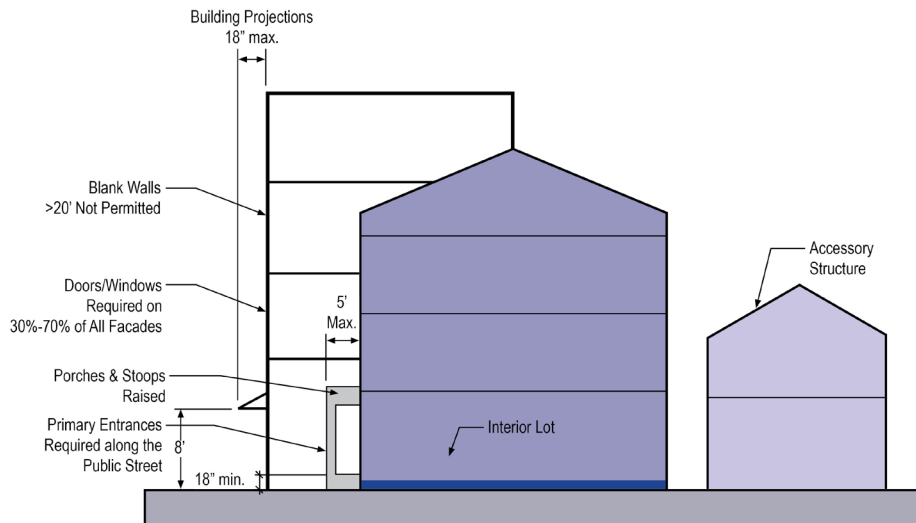 Building Projections
18” max.
Blank Walls
>20’ Not Permitted
Doors/Windows
Required on
30%-70% of All Facades
5’
Max.
Accessory
Structure
Porches & Stoops
Raised
Primary Entrances
Required along the
Public Street
8’
18” min.
Interior Lot